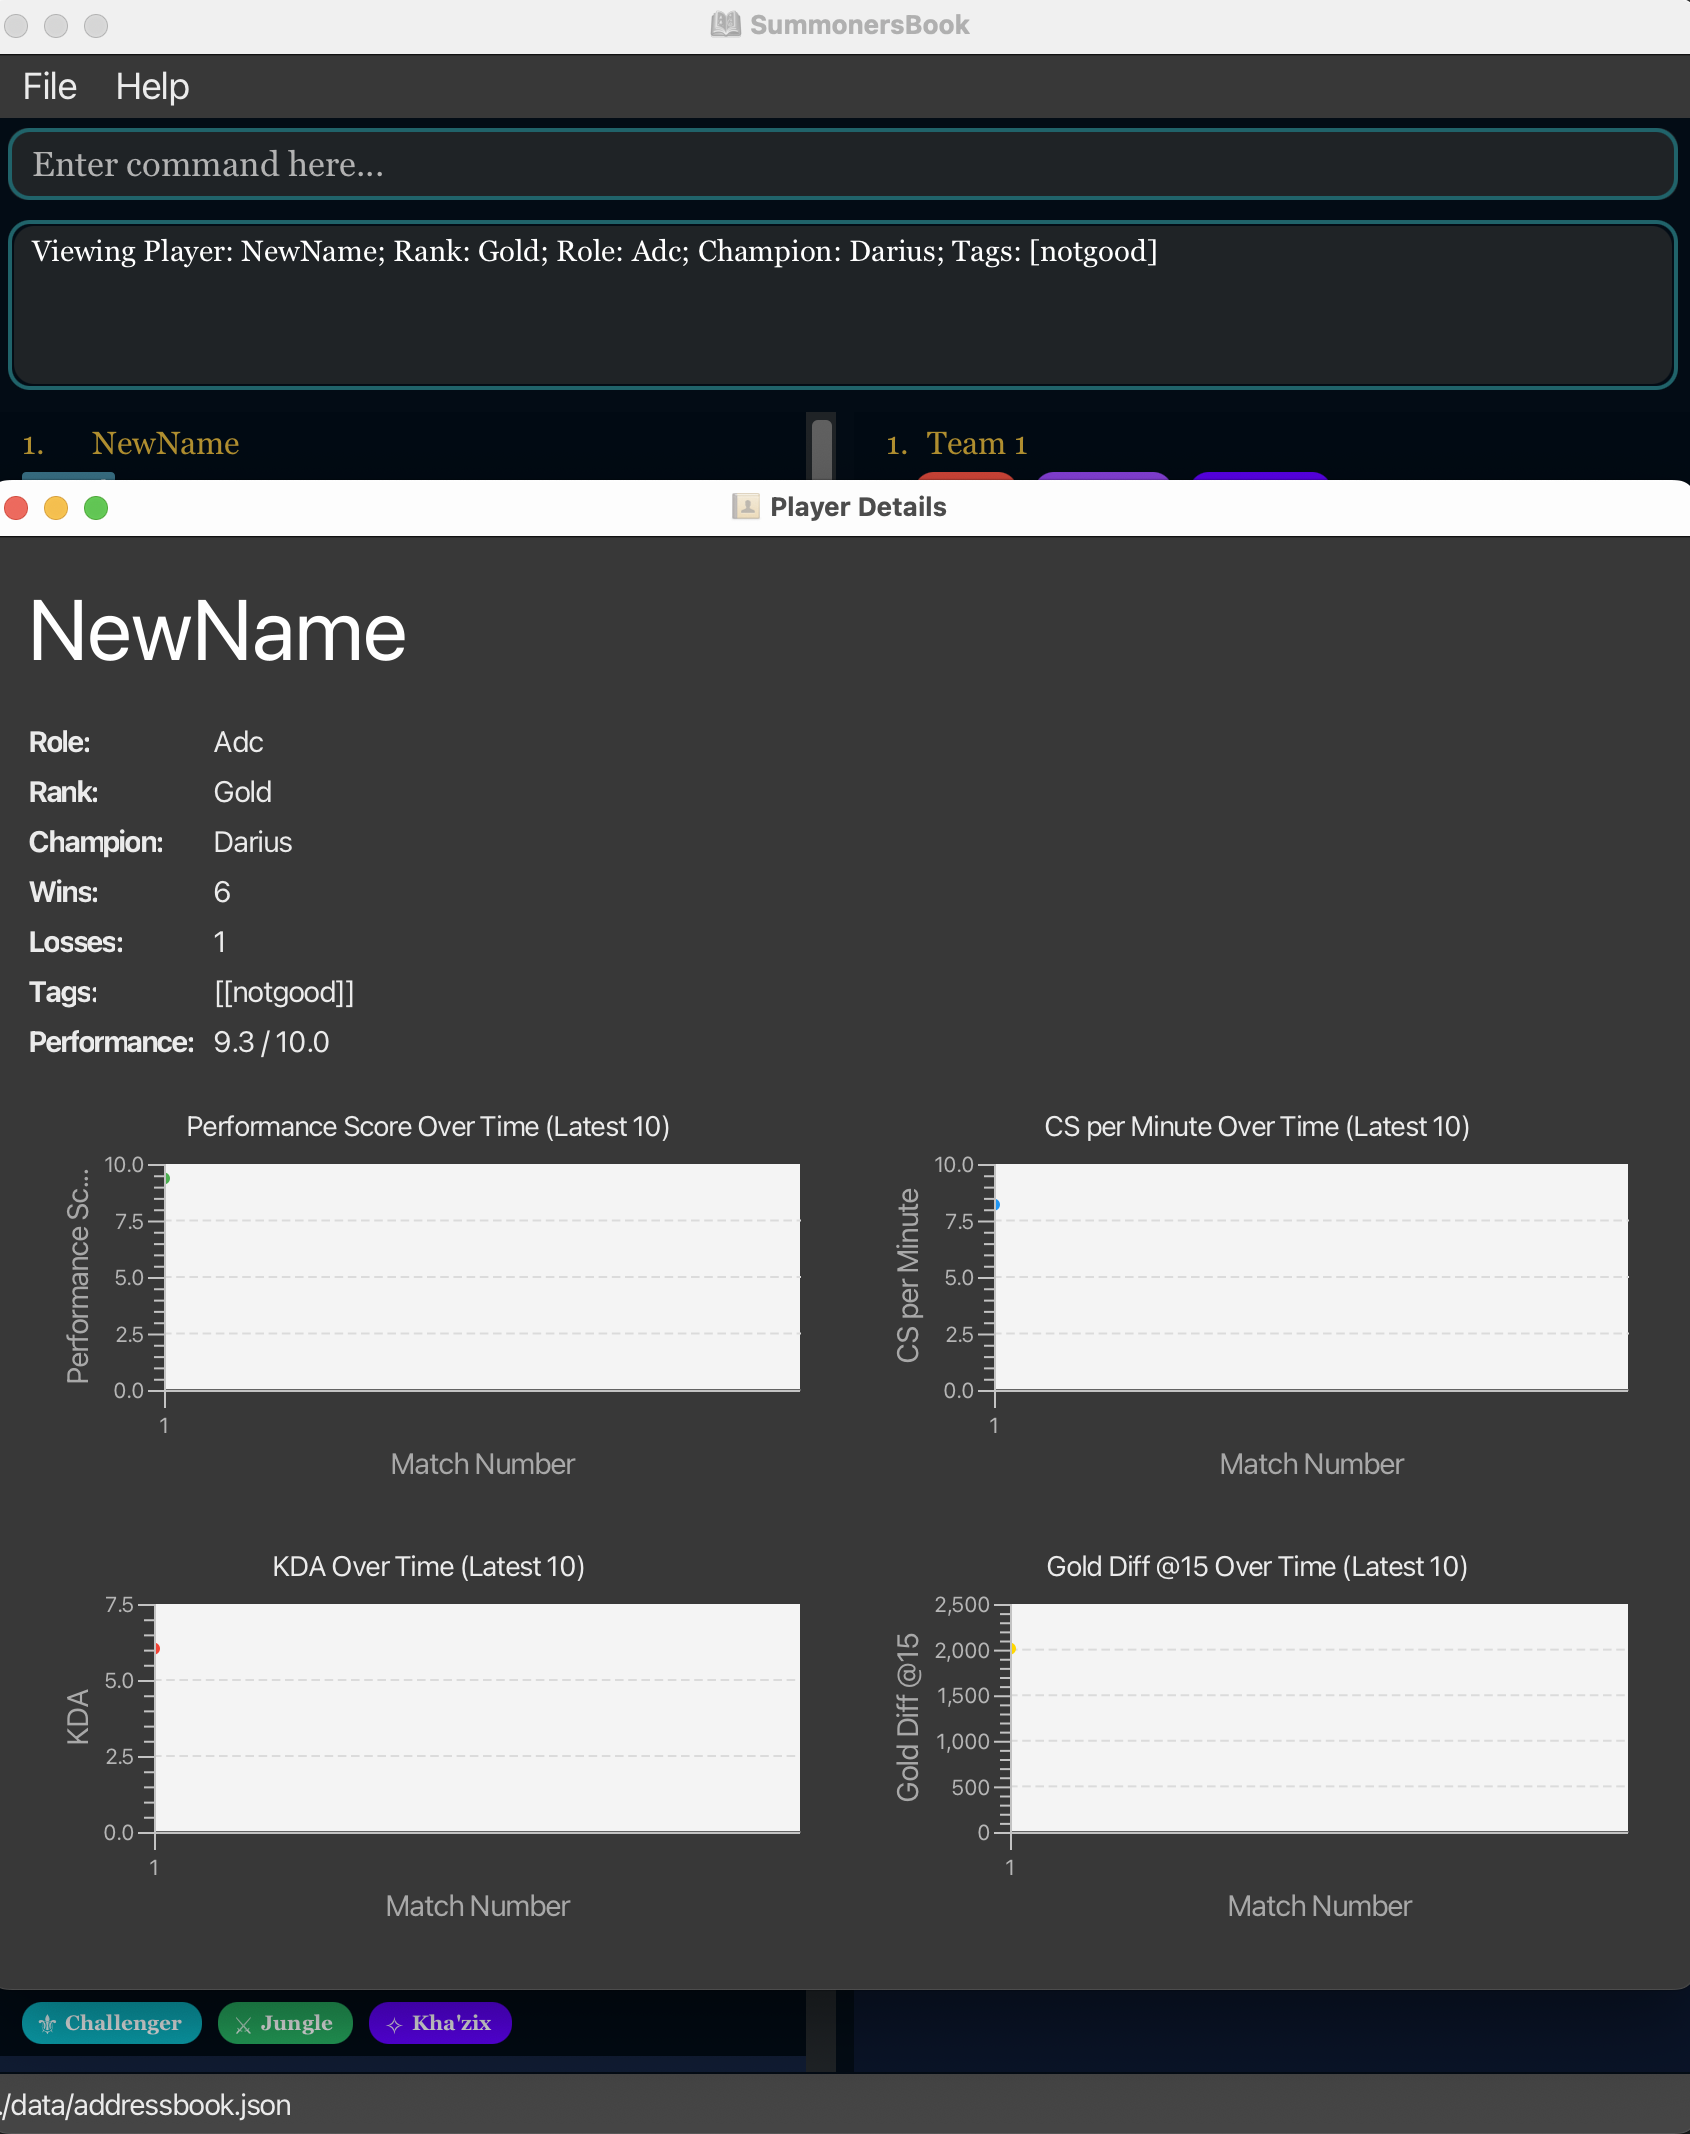 SummonersBook
File Help
Enter command here...
Viewing Player: NewName; Rank: Gold; Role: Adc; Champion: Darius; Tags: [notgood]
1. NewName
1. Team 1
Player Details
NewName
Role: Adc
Rank: Gold
Champion: Darius
Wins: 6
Losses: 1
Tags: [[notgood]]
Performance: 9.3 / 10.0
Performance Score Over Time (Latest 10)
Performance Sc...
10.0
7.5
5.0
2.5
0.0
1
Match Number
CS per Minute Over Time (Latest 10)
CS per Minute
10.0
7.5
5.0
2.5
0.0
1
Match Number
KDA Over Time (Latest 10)
KDA
7.5
5.0
2.5
0.0
1
Match Number
Gold Diff @15 Over Time (Latest 10)
Gold Diff @15
2,500
2,000
1,500
1,000
500
0
1
Match Number
Challenger Jungle Kha'zix
./data/addressbook.json